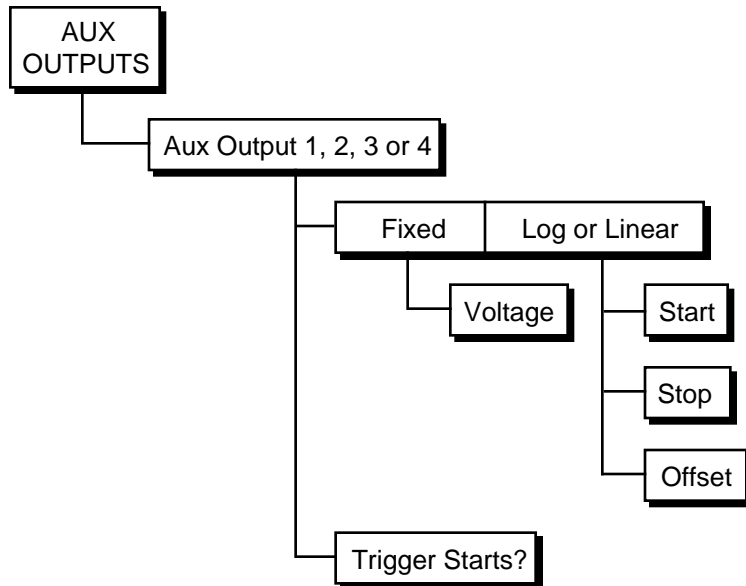 AUX
OUTPUTS
Aux Output 1, 2, 3 or 4
Fixed
Log or Linear
Voltage
Start
Stop
Offset
Trigger Starts?